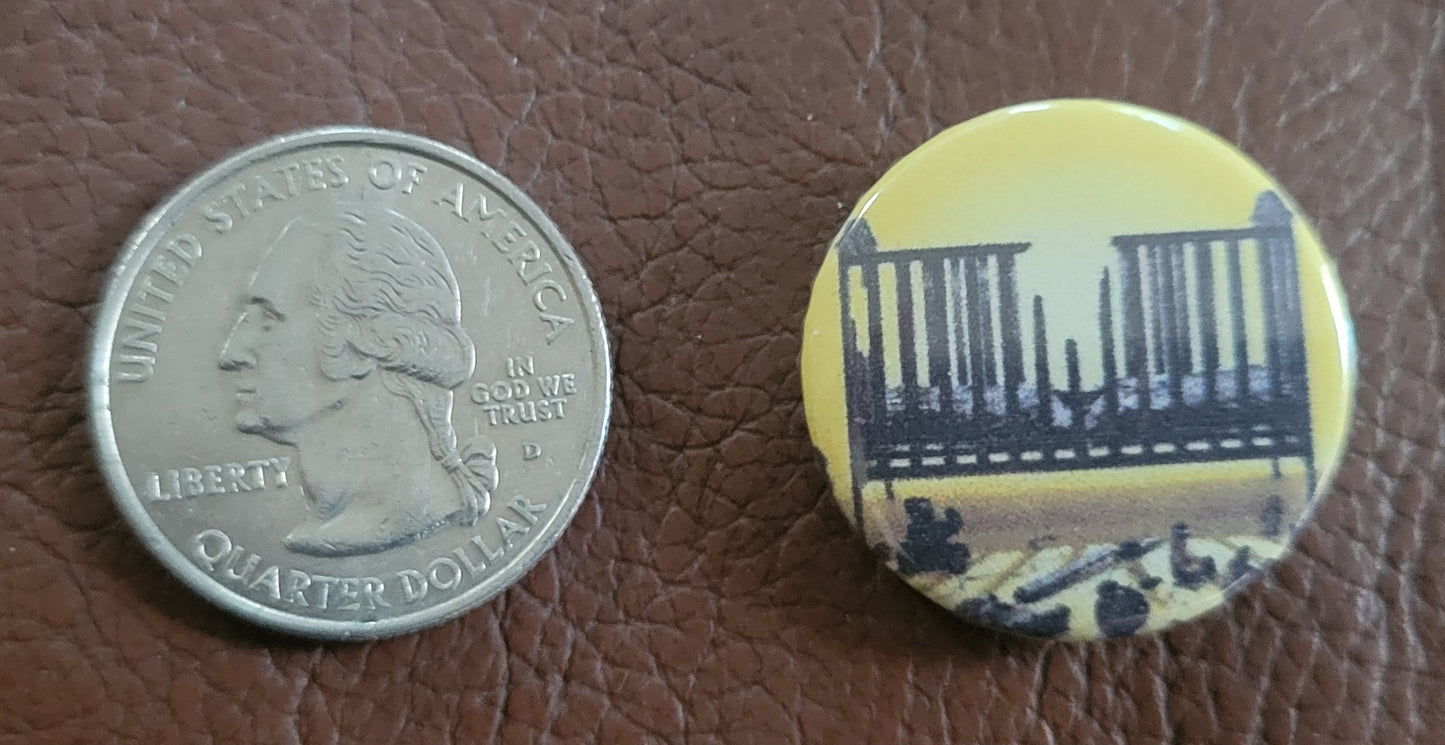 UNITED STATES OF AMERICA
IN
GOD WE
TRUST
D
LIBERTY
QUARTER DOLLAR